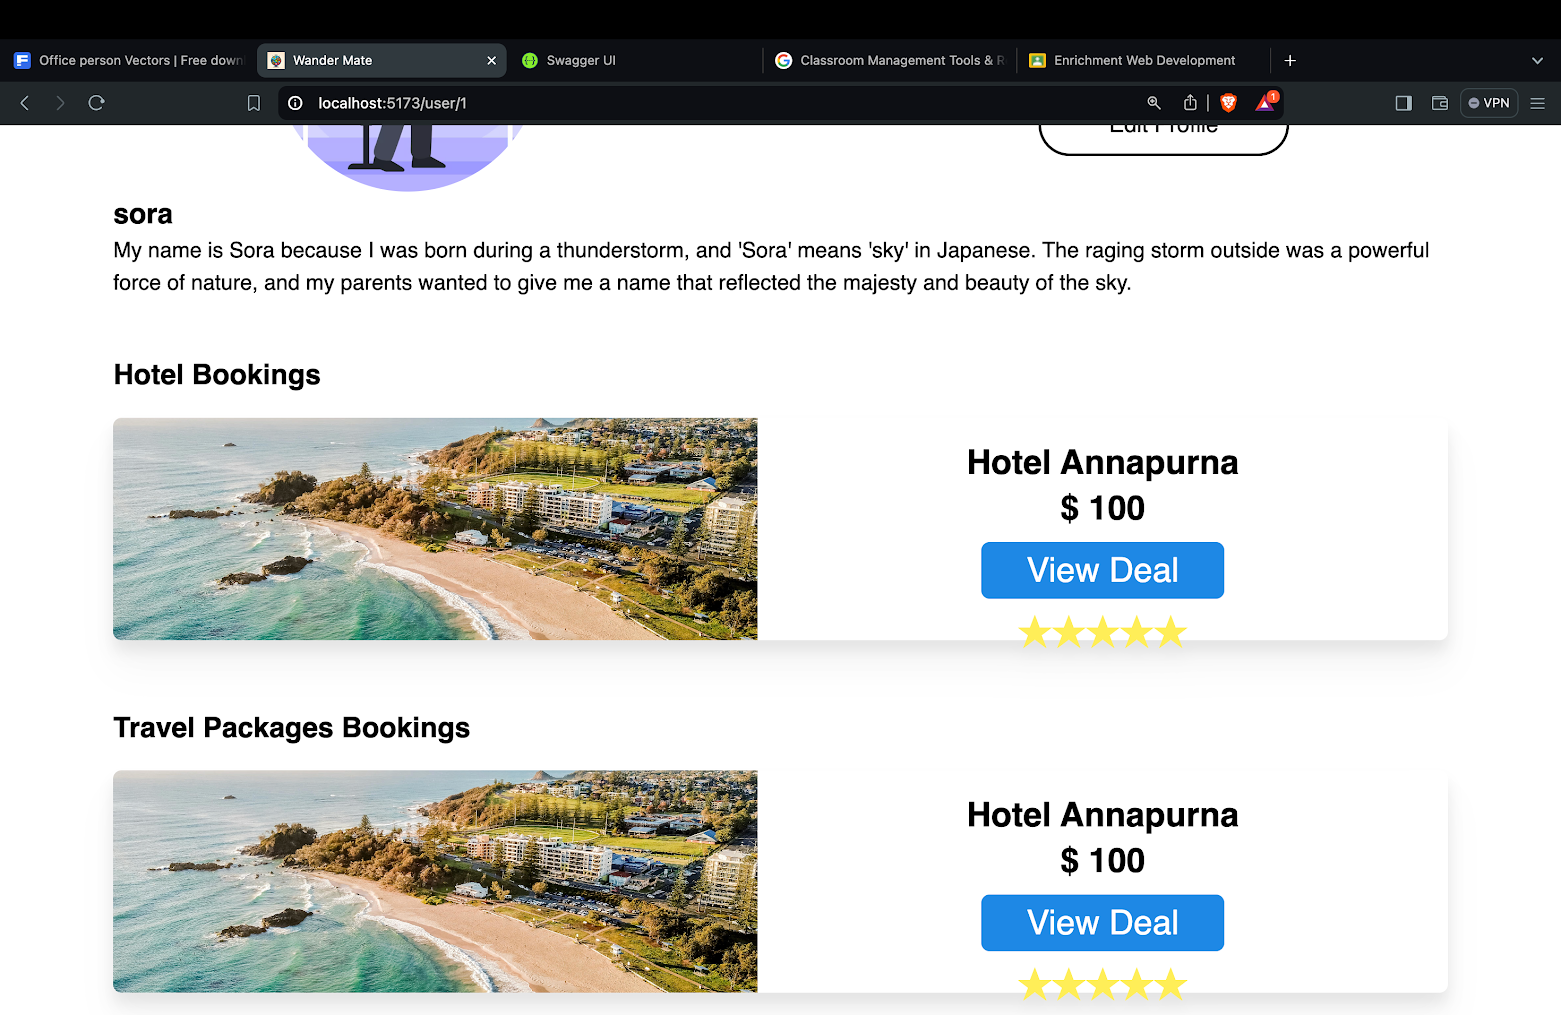 Office person Vectors | Free down
Wander Mate
Swagger UI
Classroom Management Tools & R
Enrichment Web Development
localhost:5173/user/1
1
VPN
Edit Profile
sora
My name is Sora because I was born during a thunderstorm, and 'Sora' means 'sky' in Japanese. The raging storm outside was a powerful
force of nature, and my parents wanted to give me a name that reflected the majesty and beauty of the sky.
Hotel Bookings
Hotel Annapurna
$ 100
View Deal
Travel Packages Bookings
Hotel Annapurna
$ 100
View Deal